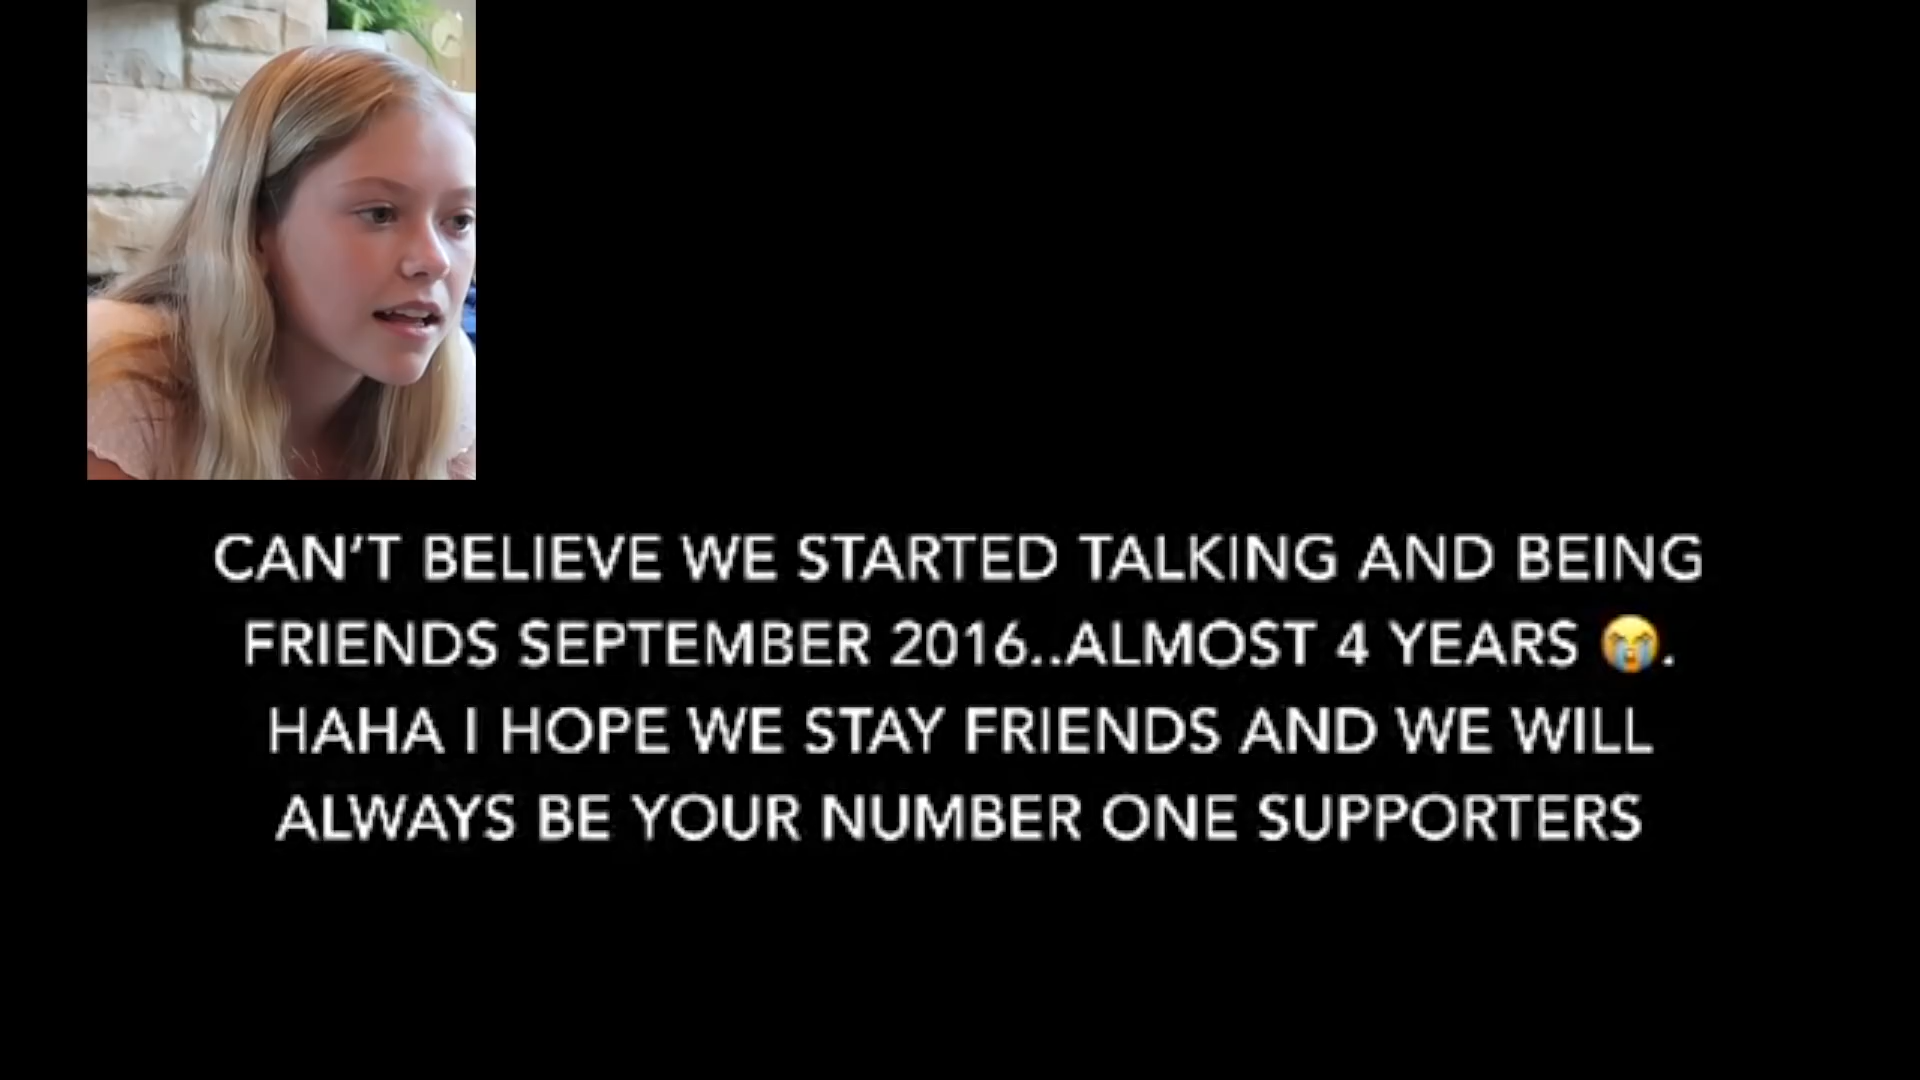 CAN'T BELIEVE WE STARTED TALKING AND BEING
FRIENDS SEPTEMBER 2016..ALMOST 4 YEARS 😭.
HAHA I HOPE WE STAY FRIENDS AND WE WILL
ALWAYS BE YOUR NUMBER ONE SUPPORTERS